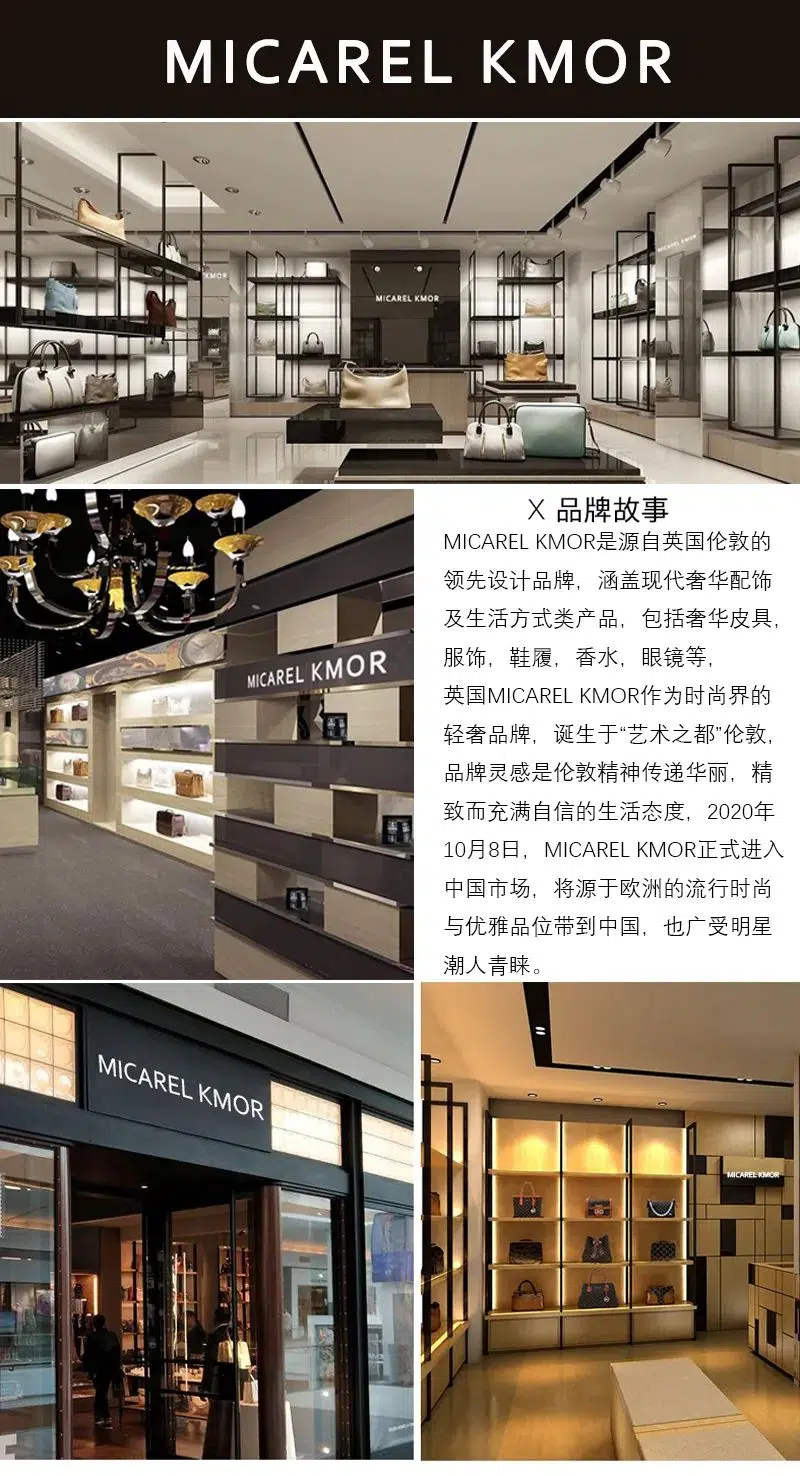 MICAREL KMOR
KMOR
MICAREL KMOR
MICAREL KMOR
X 品牌故事
MICAREL KMOR是源自英国伦敦的
领先设计品牌，涵盖现代奢华配饰
及生活方式类产品，包括奢华皮具，
服饰，鞋履，香水，眼镜等，
英国MICAREL KMOR作为时尚界的
轻奢品牌，诞生于“艺术之都”伦敦，
品牌灵感是伦敦精神传递华丽，精
致而充满自信的生活态度，2020年
10月8日，MICAREL KMOR正式进入
中国市场，将源于欧洲的流行时尚
与优雅品位带到中国，也广受明星
潮人青睐。
MICAREL KMOR
MICAREL KMOR
MICAREL KMOR